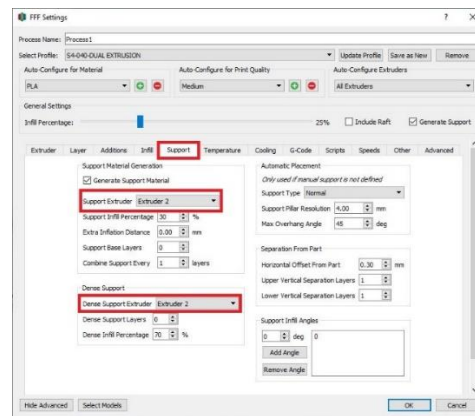 FFF Settings ? X
Process Name: Process1
Select Profile: S4-040-DUAL EXTRUSION Update Profile Save as New Remove
Auto-Configure for Material Auto-Configure for Print Quality Auto-Configure Extruders
PLA Medium All Extruders
General Settings
Infill Percentage: 25% Include Raft Generate Support
Extruder Layer Additions Infill Support Temperature Cooling G-Code Scripts Speeds Other Advanced
Support Material Generation
Generate Support Material
Support Extruder Extruder 2
Support Infill Percentage 30 %
Extra Inflation Distance 0.00 mm
Support Base Layers 0
Combine Support Every 1 layers
Dense Support
Dense Support Extruder Extruder 2
Dense Support Layers 0
Dense Infill Percentage 70 %
Automatic Placement
Only used if manual support is not defined
Support Type Normal
Support Pillar Resolution 4.00 mm
Max Overhang Angle 45 deg
Separation From Part
Horizontal Offset From Part 0.30 mm
Upper Vertical Separation Layers 1
Lower Vertical Separation Layers 1
Support Infill Angles
0 deg 0
Add Angle
Remove Angle
Hide Advanced Select Models OK Cancel